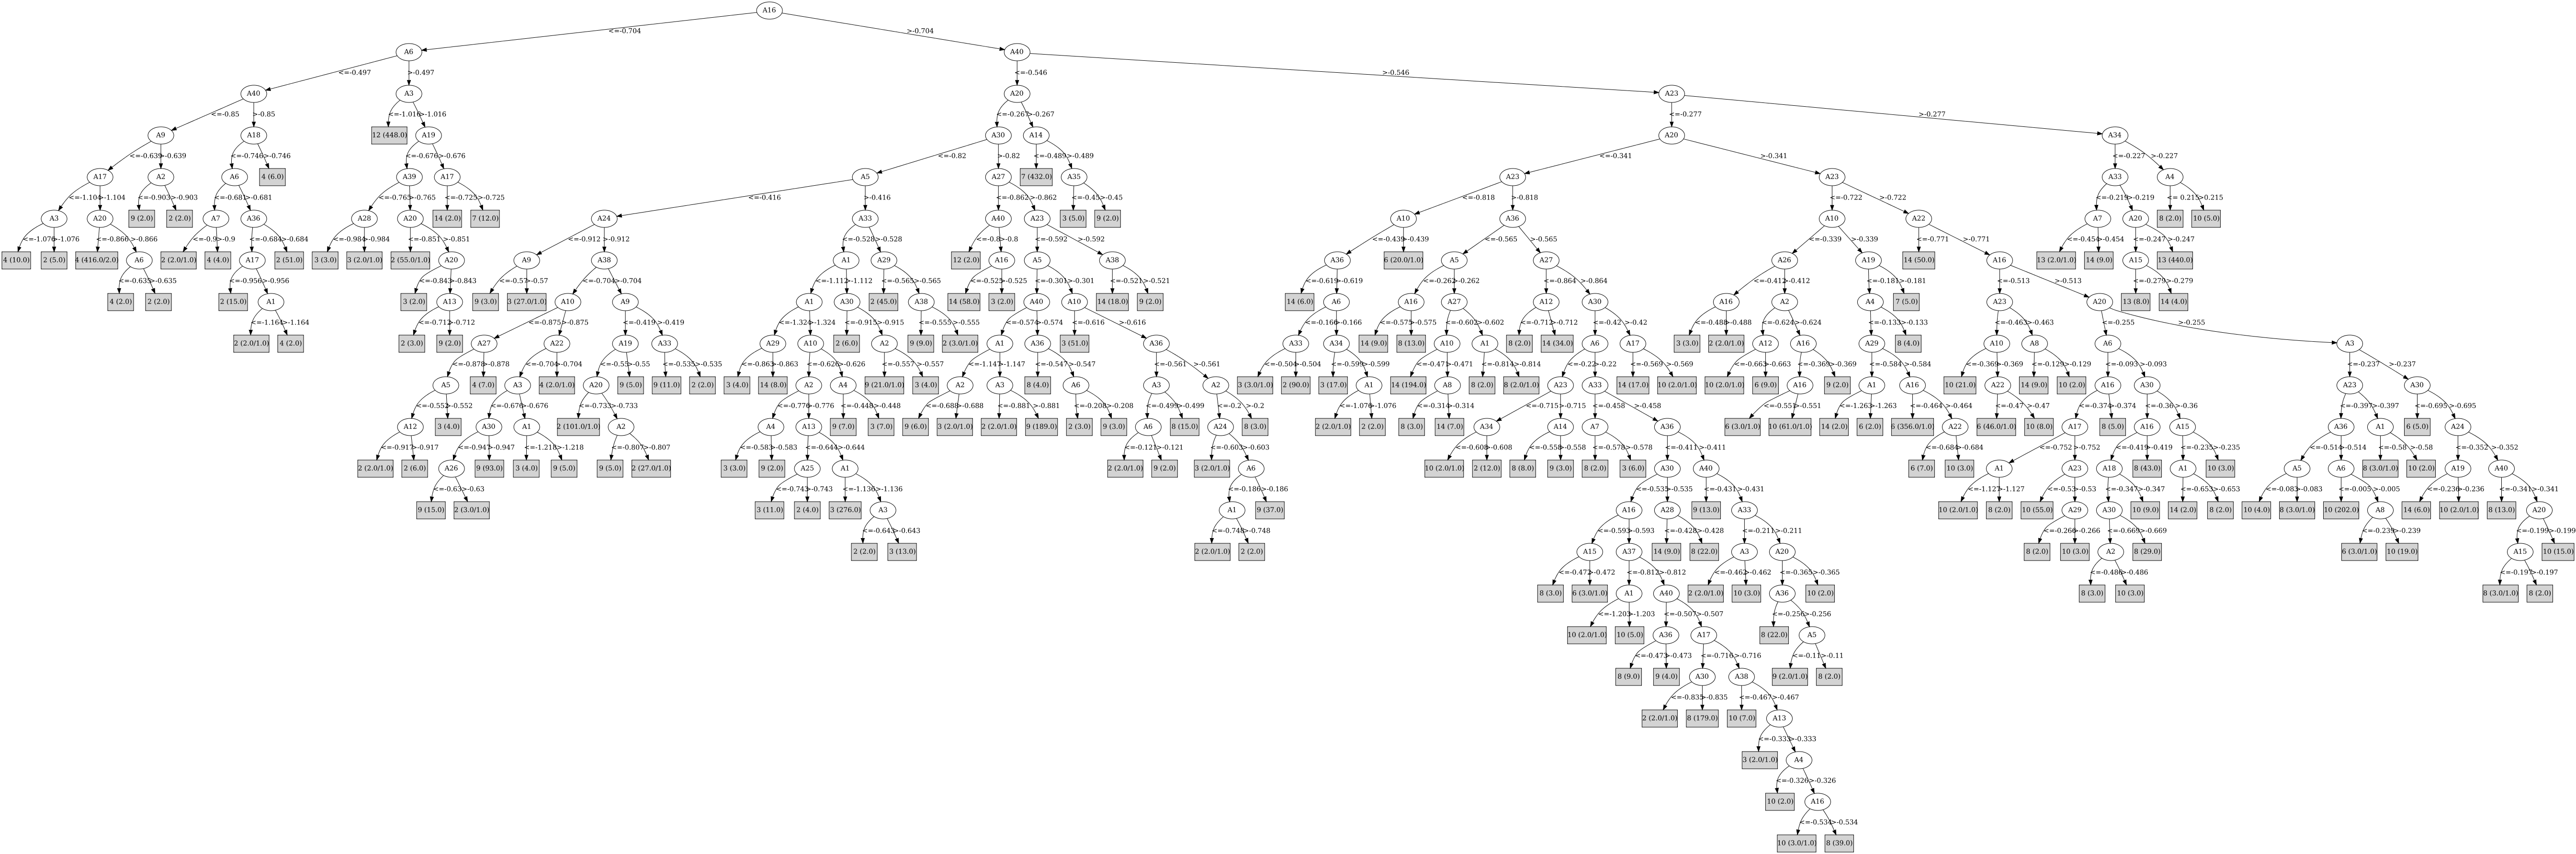 A16
<=-0.704 >-0.704
A6 A40
<=-0.497 >-0.497 <=-0.546 >-0.546
A40 A3 A20 A23
<=-0.85 >-0.85 <=-1.016 >-1.016 <=-0.267 >-0.267 <=-0.277 >-0.277
A9 A18 12 (448.0) A19 A30 A14 A20 A34
<=-0.639 >-0.639 <=-0.746 >-0.746 <=-0.676 >-0.676 <=-0.82 >-0.82 <=-0.489 >-0.489 <=-0.341 >-0.341 <=-0.227 >-0.227
A17 A2 A6 4 (6.0) A39 A17 A5 A27 7 (432.0) A35 A23 A23 A33 A4
<=-1.104 >-1.104 <=-0.903 >-0.903 <=-0.681 >-0.681 <=-0.765 >-0.765 <=-0.725 >-0.725 <=-0.416 >-0.416 <=-0.862 >-0.862 <=-0.45 >-0.45 <=-0.818 >-0.818 <=-0.722 >-0.722 <=-0.219 >-0.219 <= 0.215 >0.215
A3 A20 9 (2.0) 2 (2.0) A7 A36 A28 A20 14 (2.0) 7 (12.0) A24 A33 A40 A23 3 (5.0) 9 (2.0) A10 A36 A10 A22 A7 A20 8 (2.0) 10 (5.0)
<=-1.076 >-1.076 <=-0.866 >-0.866 <=-0.9 >-0.9 <=-0.684 >-0.684 <=-0.984 >-0.984 <=-0.851 >-0.851 <=-0.912 >-0.912 <=-0.528 >-0.528 <=-0.8 >-0.8 <=-0.592 >-0.592 <=-0.439 >-0.439 <=-0.565 >-0.565 <=-0.339 >-0.339 <=-0.771 >-0.771 <=-0.454 >-0.454 <=-0.247 >-0.247
4 (10.0) 2 (5.0) 4 (416.0/2.0) A6 2 (2.0/1.0) 4 (4.0) A17 2 (51.0) 3 (3.0) 3 (2.0/1.0) 2 (55.0/1.0) A20 A9 A38 A1 A29 12 (2.0) A16 A5 A38 A36 6 (20.0/1.0) A5 A27 A26 A19 14 (50.0) A16 13 (2.0/1.0) 14 (9.0) A15 13 (440.0)
<=-0.635 >-0.635 <=-0.956 >-0.956 <=-0.843 >-0.843 <=-0.57 >-0.57 <=-0.704 >-0.704 <=-1.112 >-1.112 <=-0.565 >-0.565 <=-0.525 >-0.525 <=-0.301 >-0.301 <=-0.521 >-0.521 <=-0.619 >-0.619 <=-0.262 >-0.262 <=-0.864 >-0.864 <=-0.412 >-0.412 <=-0.181 >-0.181 <=-0.513 >-0.513 <=-0.279 >-0.279
4 (2.0) 2 (2.0) 2 (15.0) A1 3 (2.0) A13 9 (3.0) 3 (27.0/1.0) A10 A9 A1 A30 2 (45.0) A38 14 (58.0) 3 (2.0) A40 A10 14 (18.0) 9 (2.0) 14 (6.0) A6 A16 A27 A12 A30 A16 A2 A4 7 (5.0) A23 A20 13 (8.0) 14 (4.0)
<=-1.164 >-1.164 <=-0.712 >-0.712 <=-0.875 >-0.875 <=-0.419 >-0.419 <=-1.324 >-1.324 <=-0.915 >-0.915 <=-0.555 >-0.555 <=-0.574 >-0.574 <=-0.616 >-0.616 <=-0.166 >-0.166 <=-0.575 >-0.575 <=-0.602 >-0.602 <=-0.712 >-0.712 <=-0.42 >-0.42 <=-0.488 >-0.488 <=-0.624 >-0.624 <=-0.133 >-0.133 <=-0.463 >-0.463 <=-0.255 >-0.255
2 (2.0/1.0) 4 (2.0) 2 (3.0) 9 (2.0) A27 A22 A19 A33 A29 A10 2 (6.0) A2 9 (9.0) 2 (3.0/1.0) A1 A36 3 (51.0) A36 A33 A34 14 (9.0) 8 (13.0) A10 A1 8 (2.0) 14 (34.0) A6 A17 3 (3.0) 2 (2.0/1.0) A12 A16 A29 8 (4.0) A10 A8 A6 A3
<=-0.878 >-0.878 <=-0.704 >-0.704 <=-0.55 >-0.55 <=-0.535 >-0.535 <=-0.863 >-0.863 <=-0.626 >-0.626 <=-0.557 >-0.557 <=-1.147 >-1.147 <=-0.547 >-0.547 <=-0.561 >-0.561 <=-0.504 >-0.504 <=-0.599 >-0.599 <=-0.471 >-0.471 <=-0.814 >-0.814 <=-0.22 >-0.22 <=-0.569 >-0.569 <=-0.663 >-0.663 <=-0.369 >-0.369 <=-0.584 >-0.584 <=-0.369 >-0.369 <=-0.129 >-0.129 <=-0.093 >-0.093 <=-0.237 >-0.237
A5 4 (7.0) A3 4 (2.0/1.0) A20 9 (5.0) 9 (11.0) 2 (2.0) 3 (4.0) 14 (8.0) A2 A4 9 (21.0/1.0) 3 (4.0) A2 A3 8 (4.0) A6 A3 A2 3 (3.0/1.0) 2 (90.0) 3 (17.0) A1 14 (194.0) A8 8 (2.0) 8 (2.0/1.0) A23 A33 14 (17.0) 10 (2.0/1.0) 10 (2.0/1.0) 6 (9.0) A16 9 (2.0) A1 A16 10 (21.0) A22 14 (9.0) 10 (2.0) A16 A30 A23 A30
<=-0.552 >-0.552 <=-0.676 >-0.676 <=-0.733 >-0.733 <=-0.776 >-0.776 <=-0.448 >-0.448 <=-0.688 >-0.688 <=-0.881 >-0.881 <=-0.208 >-0.208 <=-0.499 >-0.499 <=-0.2 >-0.2 <=-1.076 >-1.076 <=-0.314 >-0.314 <=-0.715 >-0.715 <=-0.458 >-0.458 <=-0.551 >-0.551 <=-1.263 >-1.263 <=-0.464 >-0.464 <=-0.47 >-0.47 <=-0.374 >-0.374 <=-0.36 >-0.36 <=-0.397 >-0.397 <=-0.695 >-0.695
A12 3 (4.0) A30 A1 2 (101.0/1.0) A2 A4 A13 9 (7.0) 3 (7.0) 9 (6.0) 3 (2.0/1.0) 2 (2.0/1.0) 9 (189.0) 2 (3.0) 9 (3.0) A6 8 (15.0) A24 8 (3.0) 2 (2.0/1.0) 2 (2.0) 8 (3.0) 14 (7.0) A34 A14 A7 A36 6 (3.0/1.0) 10 (61.0/1.0) 14 (2.0) 6 (2.0) 6 (356.0/1.0) A22 6 (46.0/1.0) 10 (8.0) A17 8 (5.0) A16 A15 A36 A1 6 (5.0) A24
<=-0.917 >-0.917 <=-0.947 >-0.947 <=-1.218 >-1.218 <=-0.807 >-0.807 <=-0.583 >-0.583 <=-0.644 >-0.644 <=-0.121 >-0.121 <=-0.603 >-0.603 <=-0.608 >-0.608 <=-0.558 >-0.558 <=-0.578 >-0.578 <=-0.411 >-0.411 <=-0.684 >-0.684 <=-0.752 >-0.752 <=-0.419 >-0.419 <=-0.235 >-0.235 <=-0.514 >-0.514 <=-0.58 >-0.58 <=-0.352 >-0.352
2 (2.0/1.0) 2 (6.0) A26 9 (93.0) 3 (4.0) 9 (5.0) 9 (5.0) 2 (27.0/1.0) 3 (3.0) 9 (2.0) A25 A1 2 (2.0/1.0) 9 (2.0) 3 (2.0/1.0) A6 10 (2.0/1.0) 2 (12.0) 8 (8.0) 9 (3.0) 8 (2.0) 3 (6.0) A30 A40 6 (7.0) 10 (3.0) A1 A23 A18 8 (43.0) A1 10 (3.0) A5 A6 8 (3.0/1.0) 10 (2.0) A19 A40
<=-0.63 >-0.63 <=-0.743 >-0.743 <=-1.136 >-1.136 <=-0.186 >-0.186 <=-0.535 >-0.535 <=-0.431 >-0.431 <=-1.127 >-1.127 <=-0.53 >-0.53 <=-0.347 >-0.347 <=-0.653 >-0.653 <=-0.083 >-0.083 <=-0.005 >-0.005 <=-0.236 >-0.236 <=-0.341 >-0.341
9 (15.0) 2 (3.0/1.0) 3 (11.0) 2 (4.0) 3 (276.0) A3 A1 9 (37.0) A16 A28 9 (13.0) A33 10 (2.0/1.0) 8 (2.0) 10 (55.0) A29 A30 10 (9.0) 14 (2.0) 8 (2.0) 10 (4.0) 8 (3.0/1.0) 10 (202.0) A8 14 (6.0) 10 (2.0/1.0) 8 (13.0) A20
<=-0.643 >-0.643 <=-0.748 >-0.748 <=-0.593 >-0.593 <=-0.428 >-0.428 <=-0.211 >-0.211 <=-0.266 >-0.266 <=-0.669 >-0.669 <=-0.239 >-0.239 <=-0.199 >-0.199
2 (2.0) 3 (13.0) 2 (2.0/1.0) 2 (2.0) A15 A37 14 (9.0) 8 (22.0) A3 A20 8 (2.0) 10 (3.0) A2 8 (29.0) 6 (3.0/1.0) 10 (19.0) A15 10 (15.0)
<=-0.472 >-0.472 <=-0.812 >-0.812 <=-0.462 >-0.462 <=-0.365 >-0.365 <=-0.486 >-0.486 <=-0.197 >-0.197
8 (3.0) 6 (3.0/1.0) A1 A40 2 (2.0/1.0) 10 (3.0) A36 10 (2.0) 8 (3.0) 10 (3.0) 8 (3.0/1.0) 8 (2.0)
<=-1.203 >-1.203 <=-0.507 >-0.507 <=-0.256 >-0.256
10 (2.0/1.0) 10 (5.0) A36 A17 8 (22.0) A5
<=-0.473 >-0.473 <=-0.716 >-0.716 <=-0.11 >-0.11
8 (9.0) 9 (4.0) A30 A38 9 (2.0/1.0) 8 (2.0)
<=-0.835 >-0.835 <=-0.467 >-0.467
2 (2.0/1.0) 8 (179.0) 10 (7.0) A13
<=-0.333 >-0.333
3 (2.0/1.0) A4
<=-0.326 >-0.326
10 (2.0) A16
<=-0.534 >-0.534
10 (3.0/1.0) 8 (39.0)